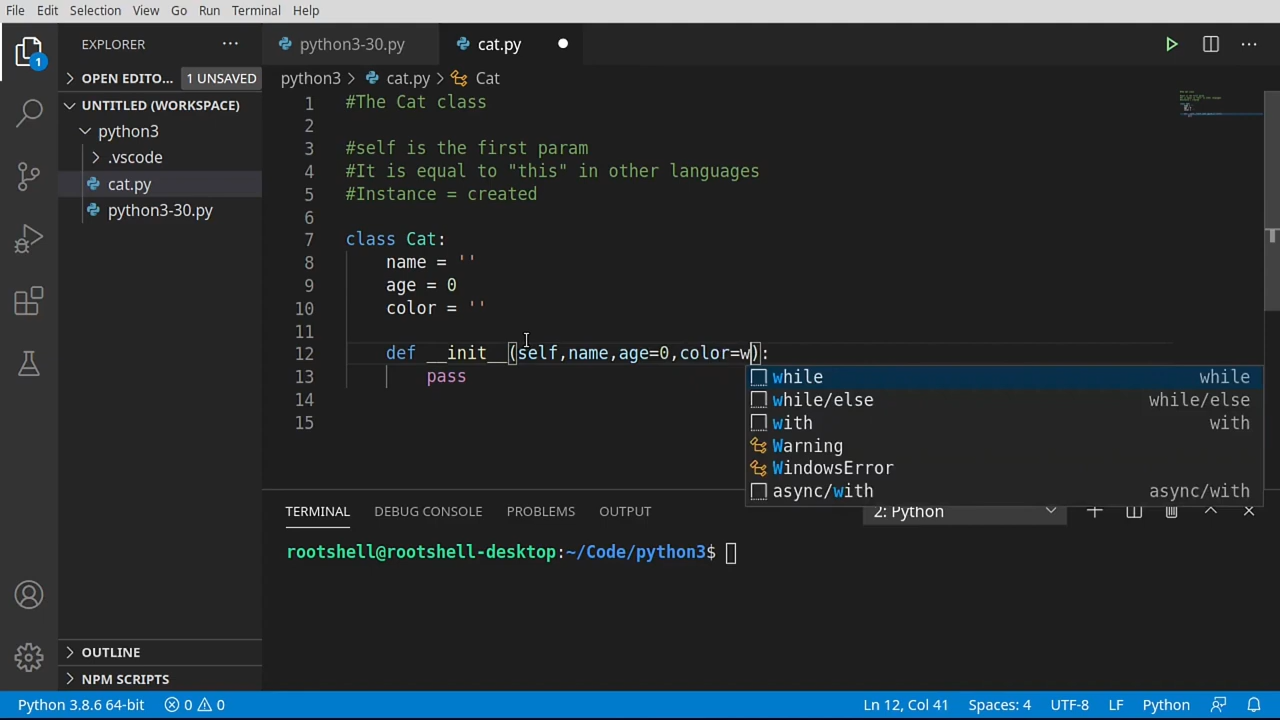 File Edit Selection View Go Run Terminal Help
EXPLORER
python3-30.py
cat.py
1
OPEN EDITO... 1 UNSAVED
python3 > cat.py > Cat
UNTITLED (WORKSPACE)
python3
.vscode
cat.py
python3-30.py
1 #The Cat class
2
3 #self is the first param
4 #It is equal to "this" in other languages
5 #Instance = created
6
7 class Cat:
8 name = ''
9 age = 0
10 color = ''
11
12 def __init__(self,name,age=0,color=w):
13 pass
14
15
while while
while/else while/else
with with
Warning
WindowsError
async/with async/with
TERMINAL DEBUG CONSOLE PROBLEMS OUTPUT 2: Python
rootshell@rootshell-desktop:~/Code/python3$
OUTLINE
NPM SCRIPTS
Python 3.8.6 64-bit 0 0 Ln 12, Col 41 Spaces: 4 UTF-8 LF Python